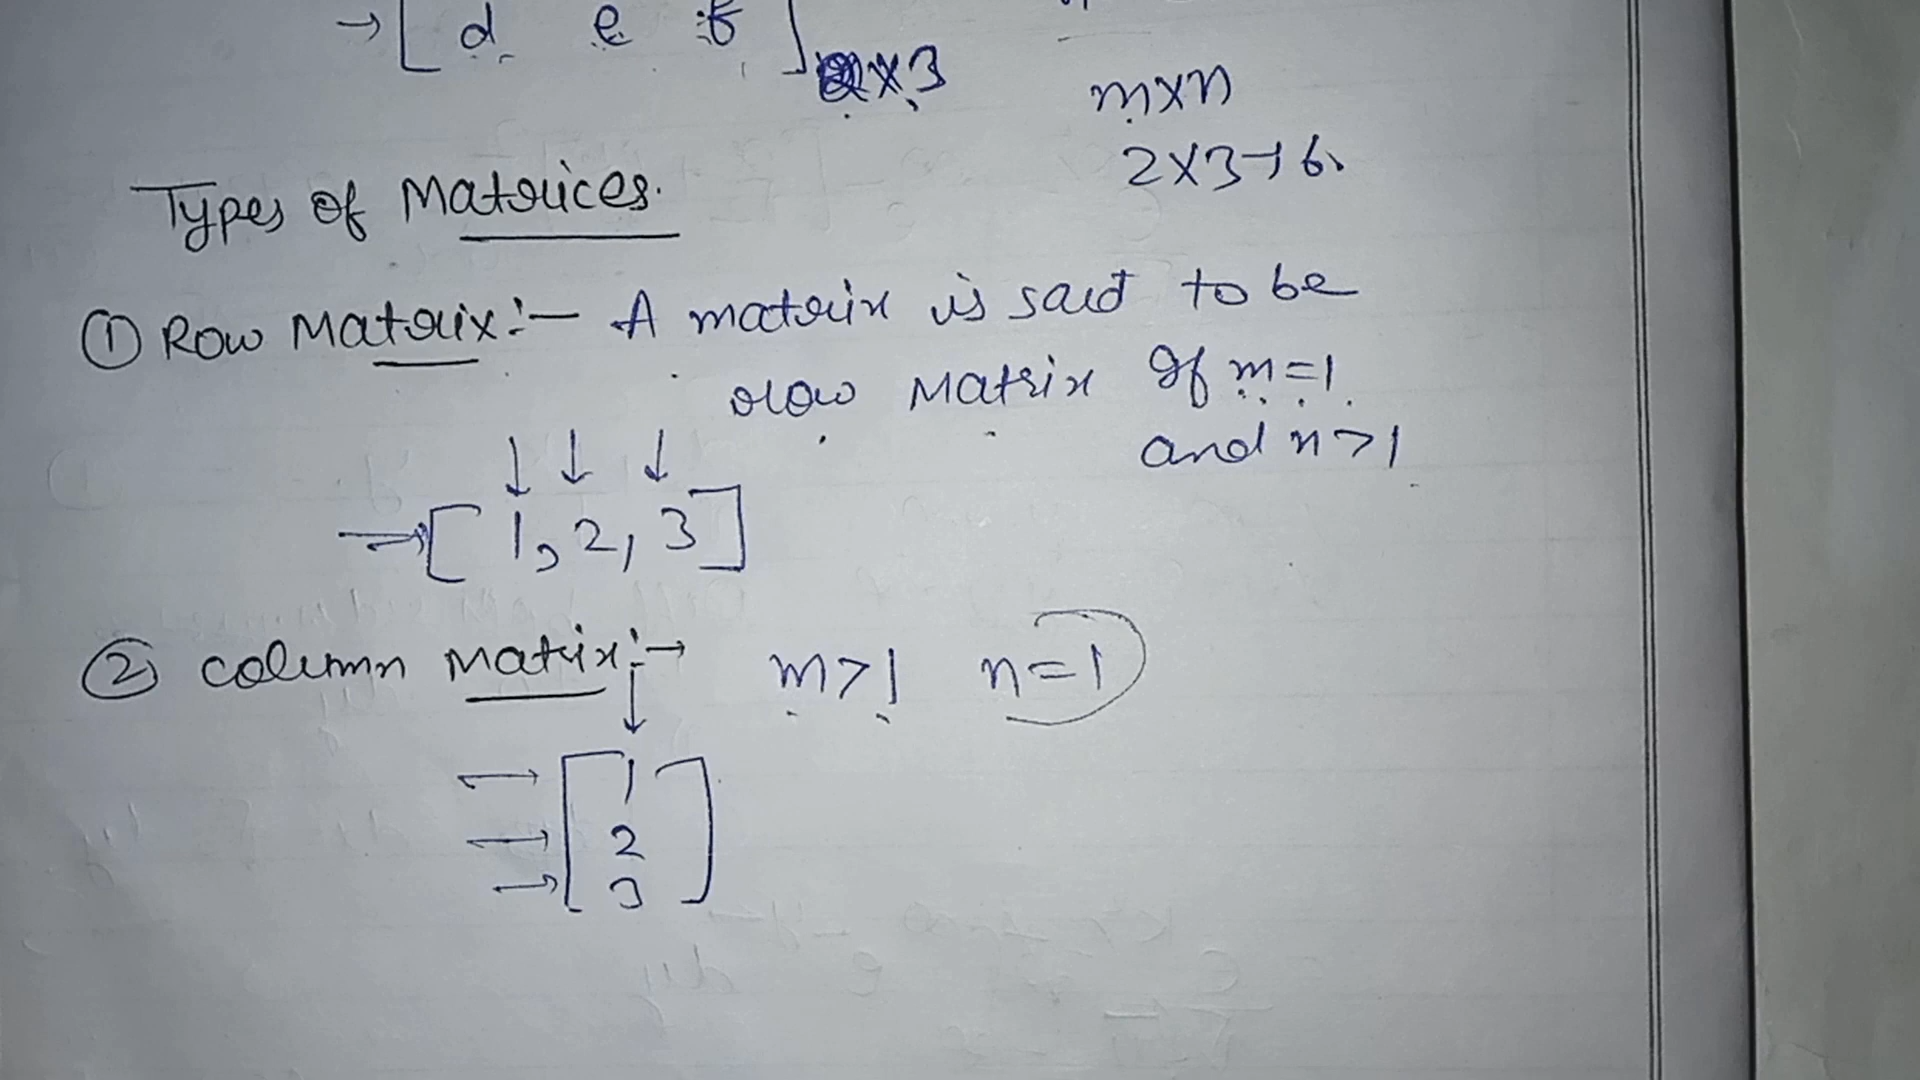 →[ d e f ]2×3
m×n
2×3→6
Types of Matrices.
① Row Matrix:- A matrix is said to be
row Matrix If m=1
and n>1
↓ ↓ ↓
→[ 1, 2, 3 ]
② column Matrix:-→ m>1 n=1
↓
→ [ 1 ]
→ 2
→ 3